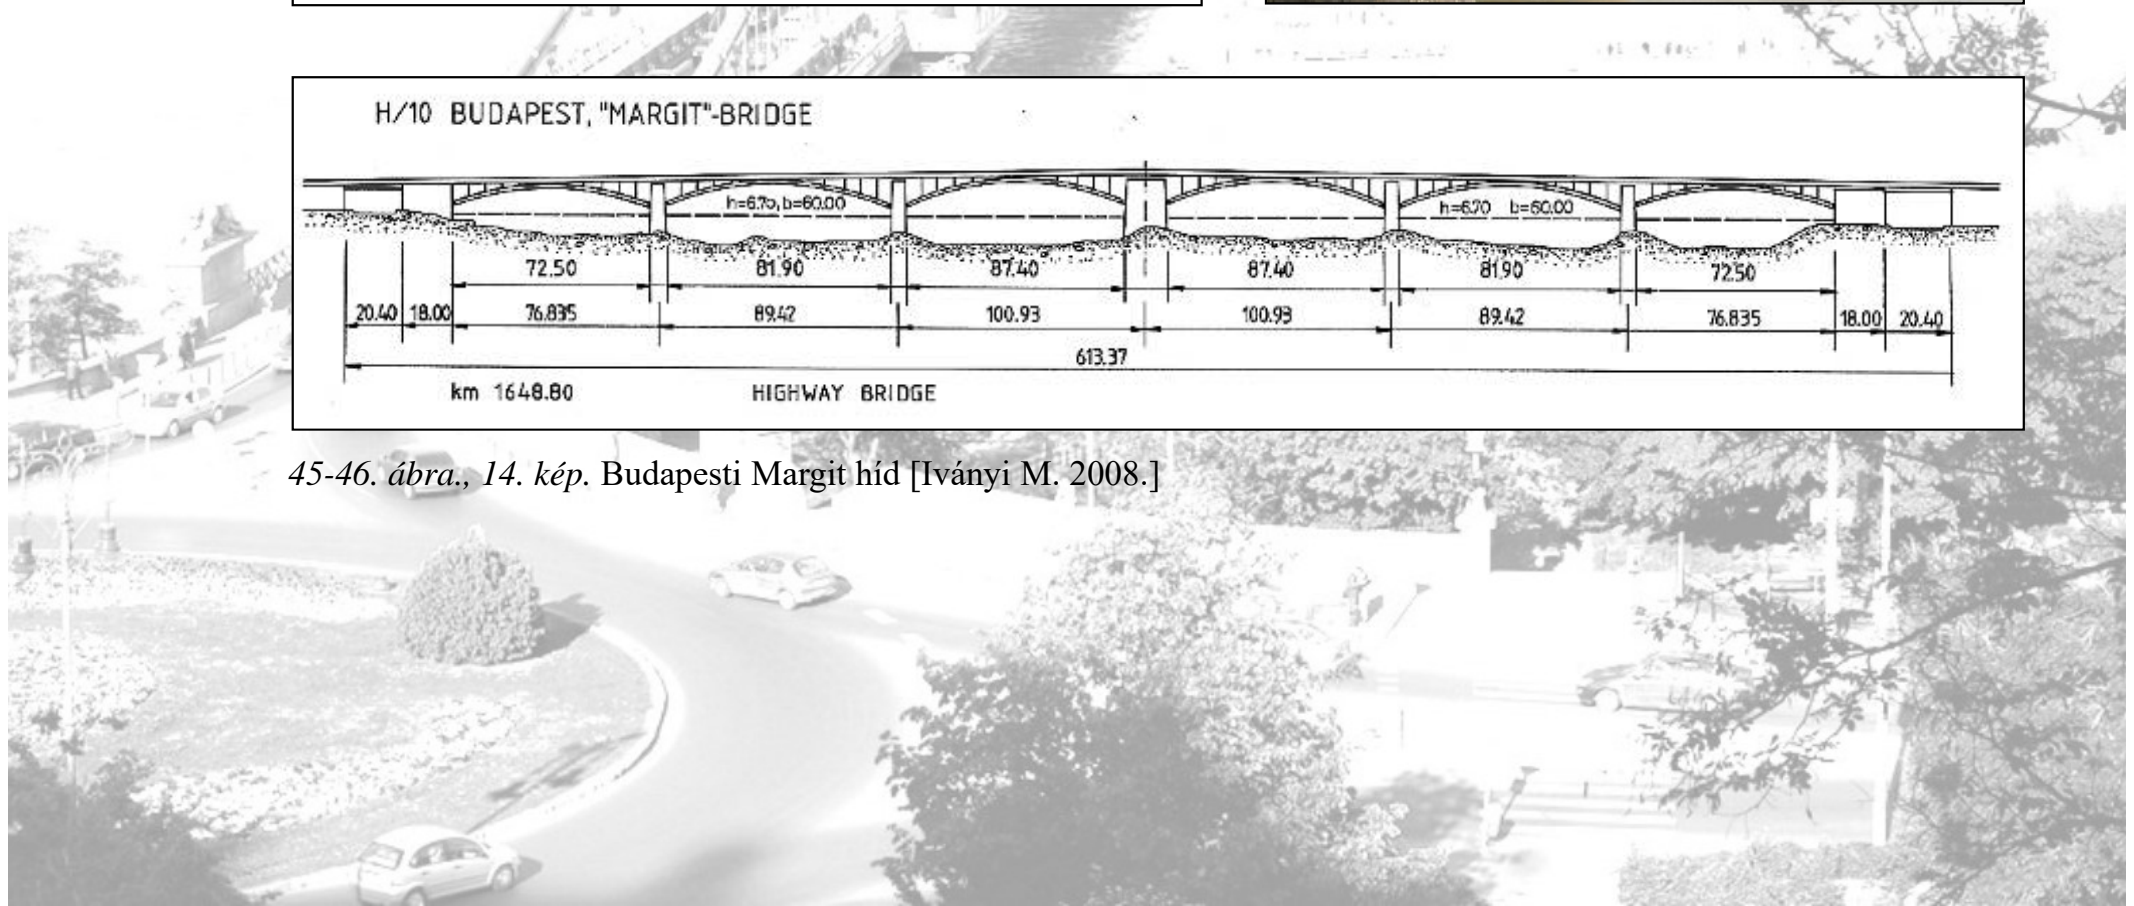 H/10 BUDAPEST, "MARGIT"-BRIDGE
h=6.70, b=60.00 h=6.70 b=60.00
72.50 81.90 87.40 87.40 81.90 72.50
20.40 18.00 76.835 89.42 100.93 100.93 89.42 76.835 18.00 20.40
613.37
km 1648.80 HIGHWAY BRIDGE
45-46. ábra., 14. kép. Budapesti Margit híd [Iványi M. 2008.]